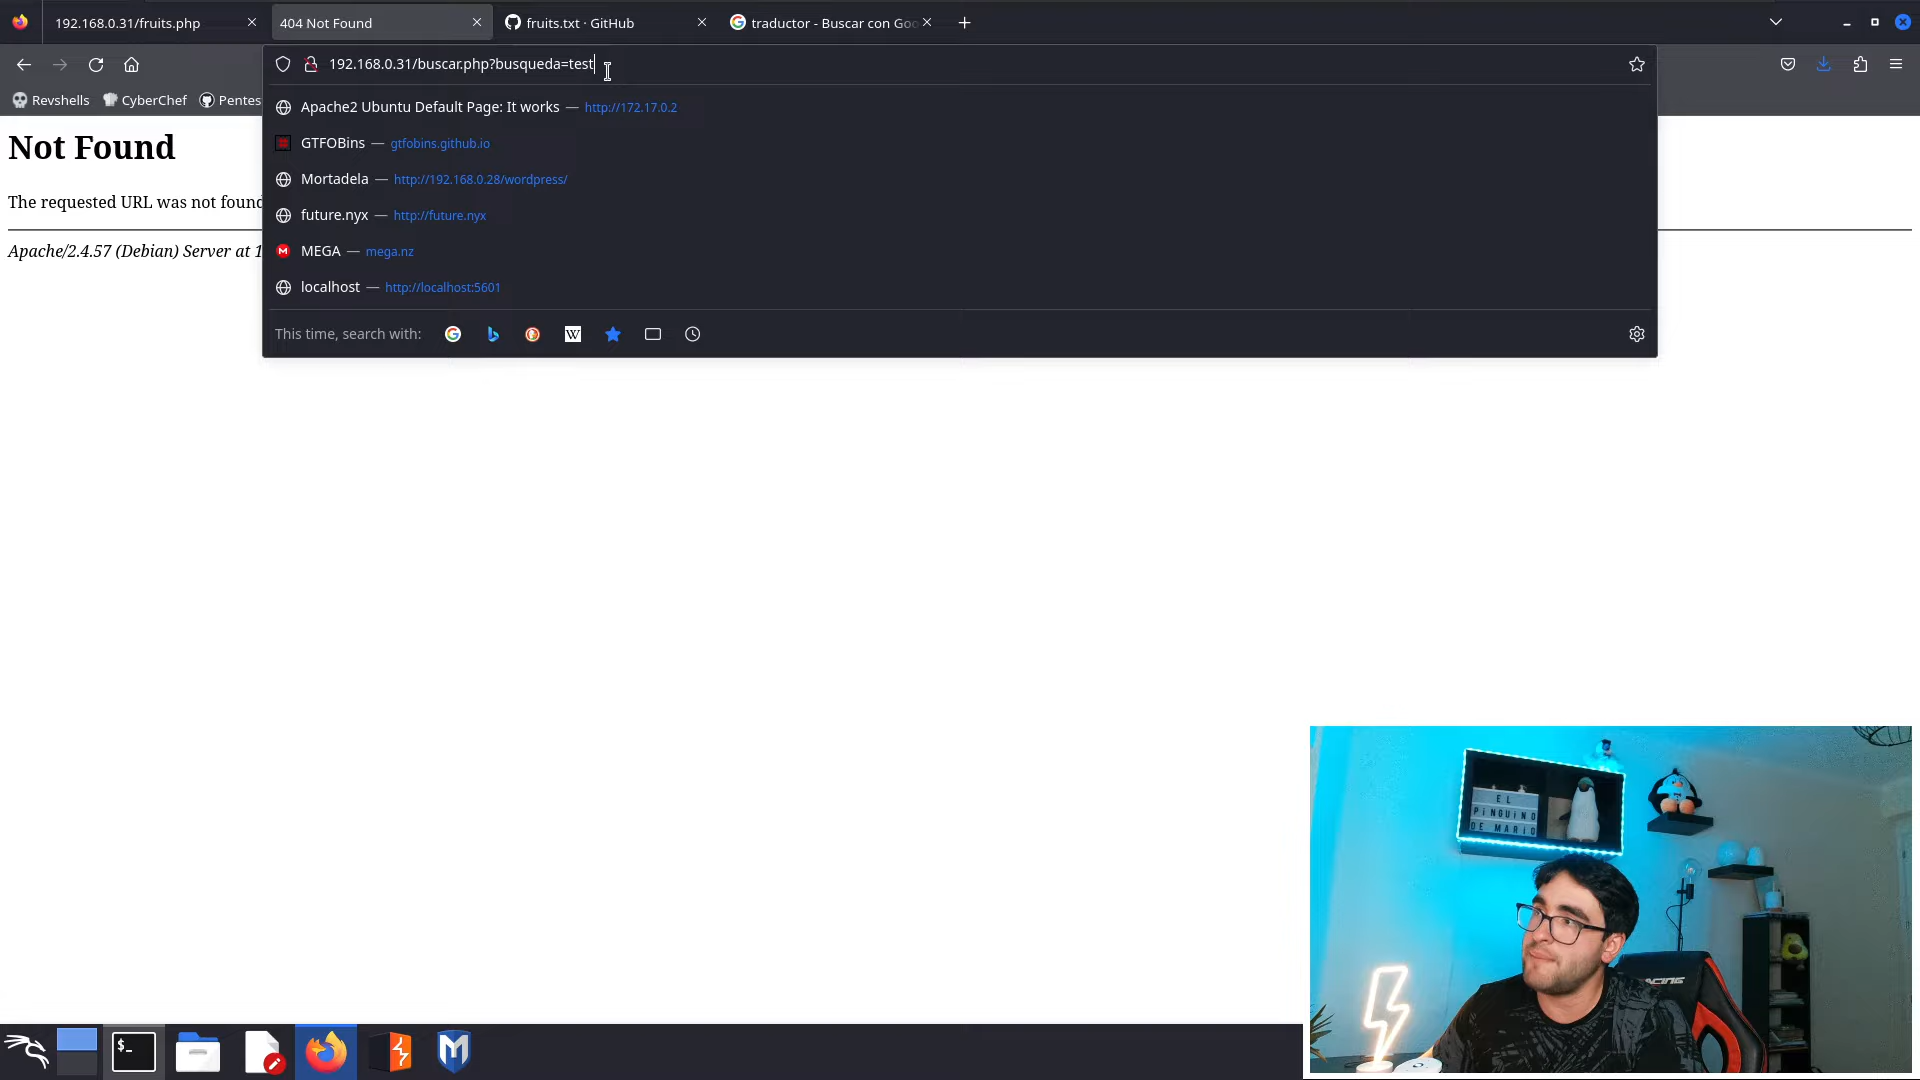 192.168.0.31/fruits.php
404 Not Found
fruits.txt · GitHub
traductor - Buscar con Goo
192.168.0.31/buscar.php?busqueda=test
Revshells
CyberChef
Pentes
Apache2 Ubuntu Default Page: It works — http://172.17.0.2
GTFOBins — gtfobins.github.io
Mortadela — http://192.168.0.28/wordpress/
future.nyx — http://future.nyx
MEGA — mega.nz
localhost — http://localhost:5601
This time, search with:
Not Found
The requested URL was not found
Apache/2.4.57 (Debian) Server at 1
EL
PiNGUiNO
DE MARiO